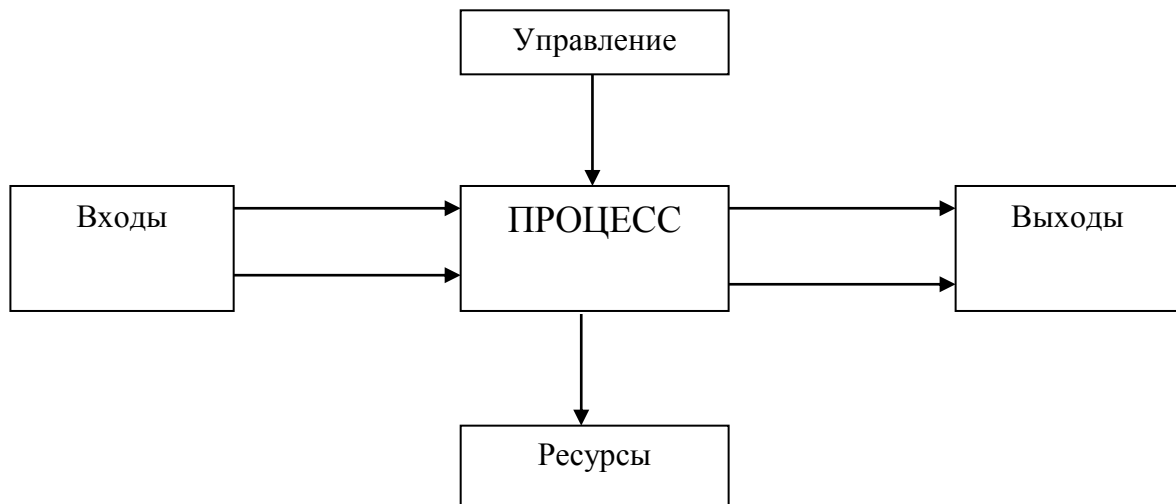 Управление
Входы
ПРОЦЕСС
Выходы
Ресурсы